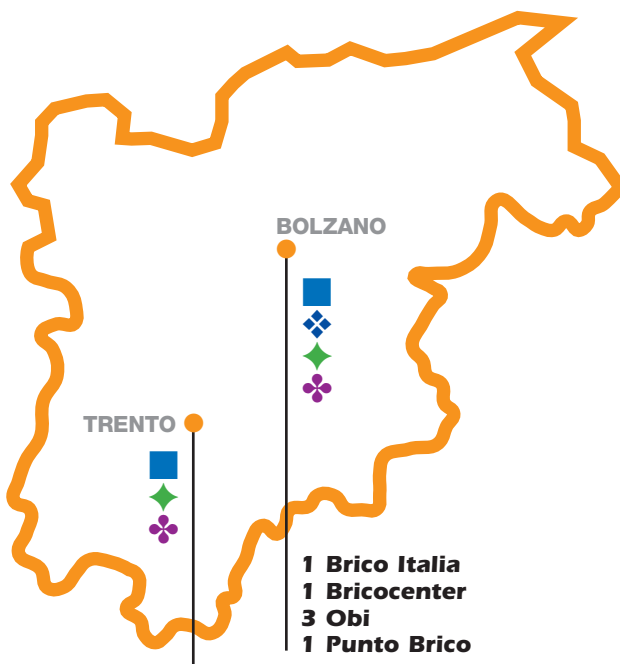 BOLZANO
TRENTO
1 Brico Italia
1 Bricocenter
3 Obi
1 Punto Brico